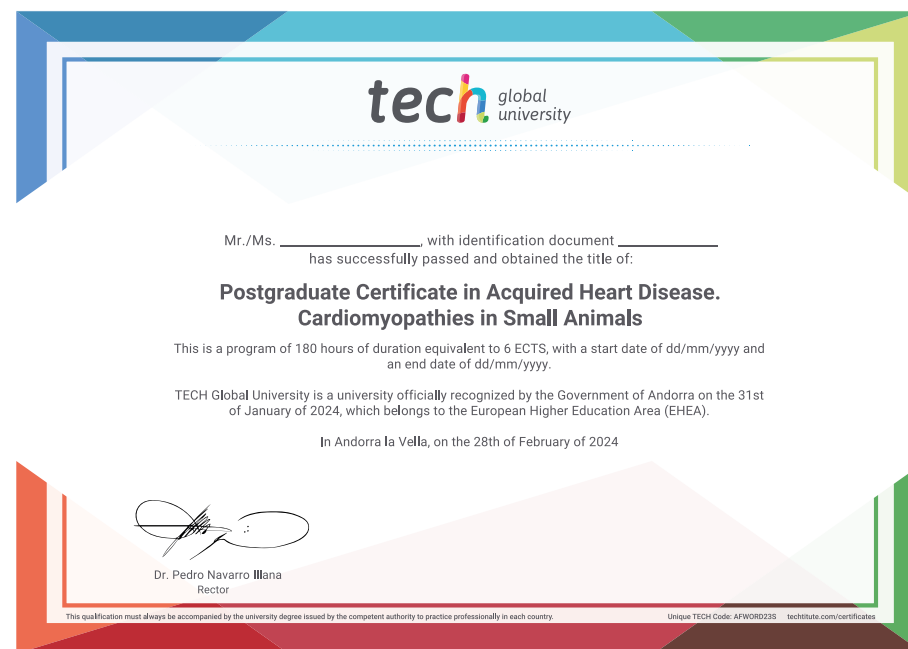 tech global university
Mr./Ms. ____________________, with identification document ______________
has successfully passed and obtained the title of:
Postgraduate Certificate in Acquired Heart Disease.
Cardiomyopathies in Small Animals
This is a program of 180 hours of duration equivalent to 6 ECTS, with a start date of dd/mm/yyyy and
an end date of dd/mm/yyyy.
TECH Global University is a university officially recognized by the Government of Andorra on the 31st
of January of 2024, which belongs to the European Higher Education Area (EHEA).
In Andorra la Vella, on the 28th of February of 2024
Dr. Pedro Navarro Illana
Rector
This qualification must always be accompanied by the university degree issued by the competent authority to practice professionally in each country.
Unique TECH Code: AFWORD23S techtitute.com/certificates